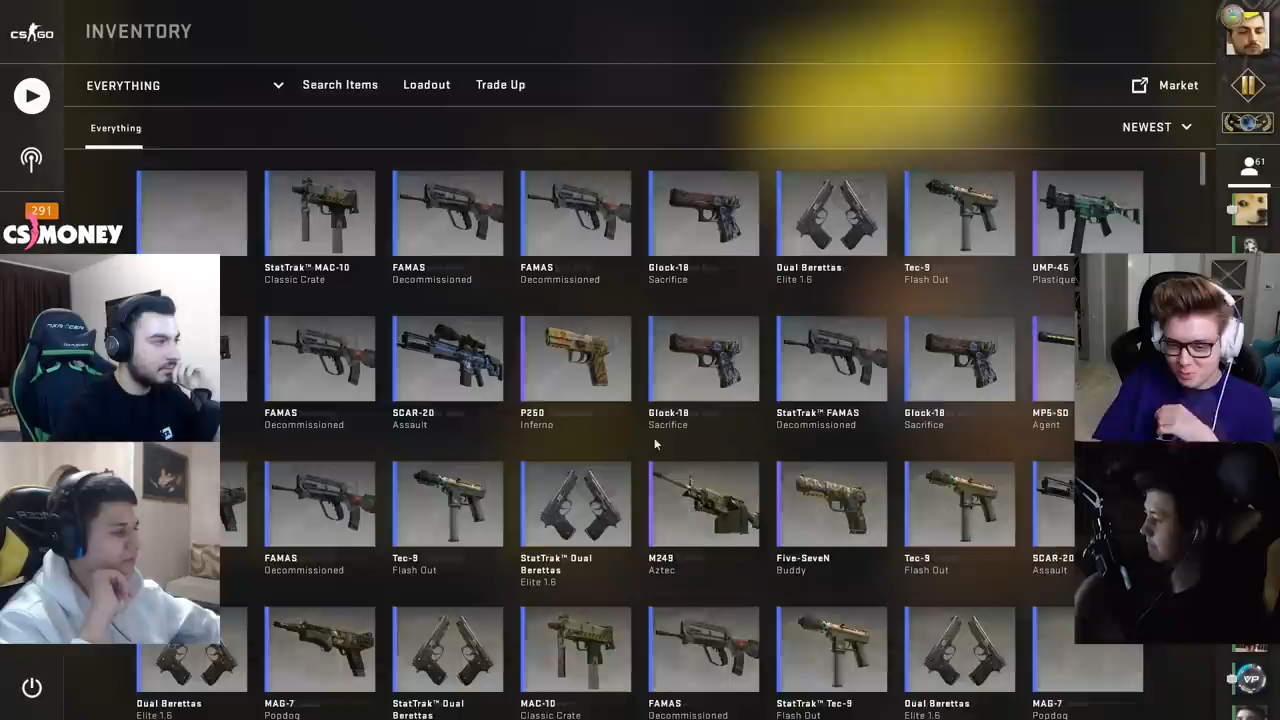 CS GO
INVENTORY
EVERYTHING
Search Items
Loadout
Trade Up
Market
Everything
NEWEST
61
291
CS MONEY
StatTrak™ MAC-10
Classic Crate
FAMAS
Decommissioned
FAMAS
Decommissioned
Glock-18
Sacrifice
Dual Berettas
Elite 1.6
Tec-9
Flash Out
UMP-45
Plastique
FAMAS
Decommissioned
SCAR-20
Assault
P250
Inferno
Glock-18
Sacrifice
StatTrak™ FAMAS
Decommissioned
Glock-18
Sacrifice
MP5-SD
Agent
FAMAS
Decommissioned
Tec-9
Flash Out
StatTrak™ Dual
Berettas
Elite 1.6
M249
Aztec
Five-SeveN
Buddy
Tec-9
Flash Out
SCAR-20
Assault
Dual Berettas
Elite 1.6
MAG-7
Popdog
StatTrak™ Dual
Berettas
MAC-10
Classic Crate
FAMAS
Decommissioned
StatTrak™ Tec-9
Flash Out
Dual Berettas
Elite 1.6
MAG-7
Popdog
VP